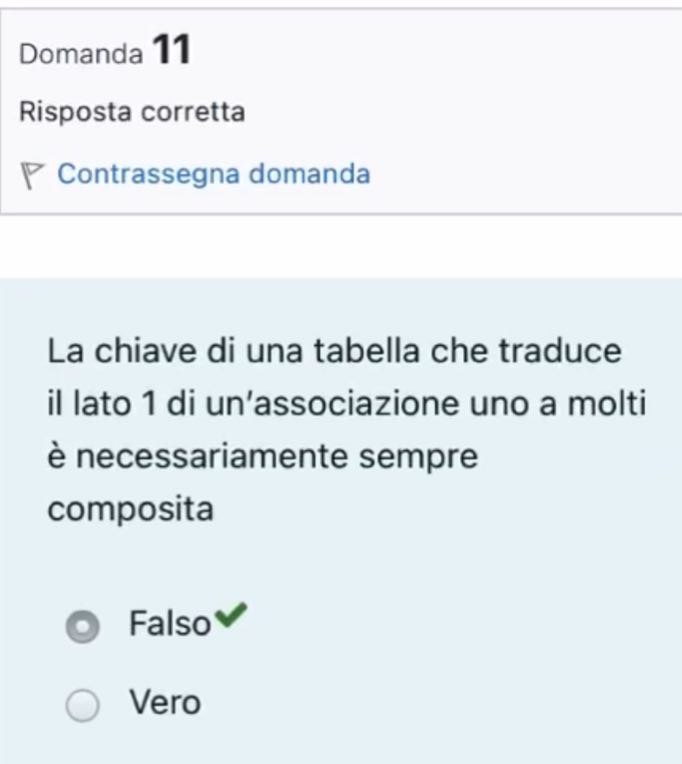 Domanda 11
Risposta corretta
Contrassegna domanda
La chiave di una tabella che traduce
il lato 1 di un'associazione uno a molti
è necessariamente sempre
composita
Falso
Vero